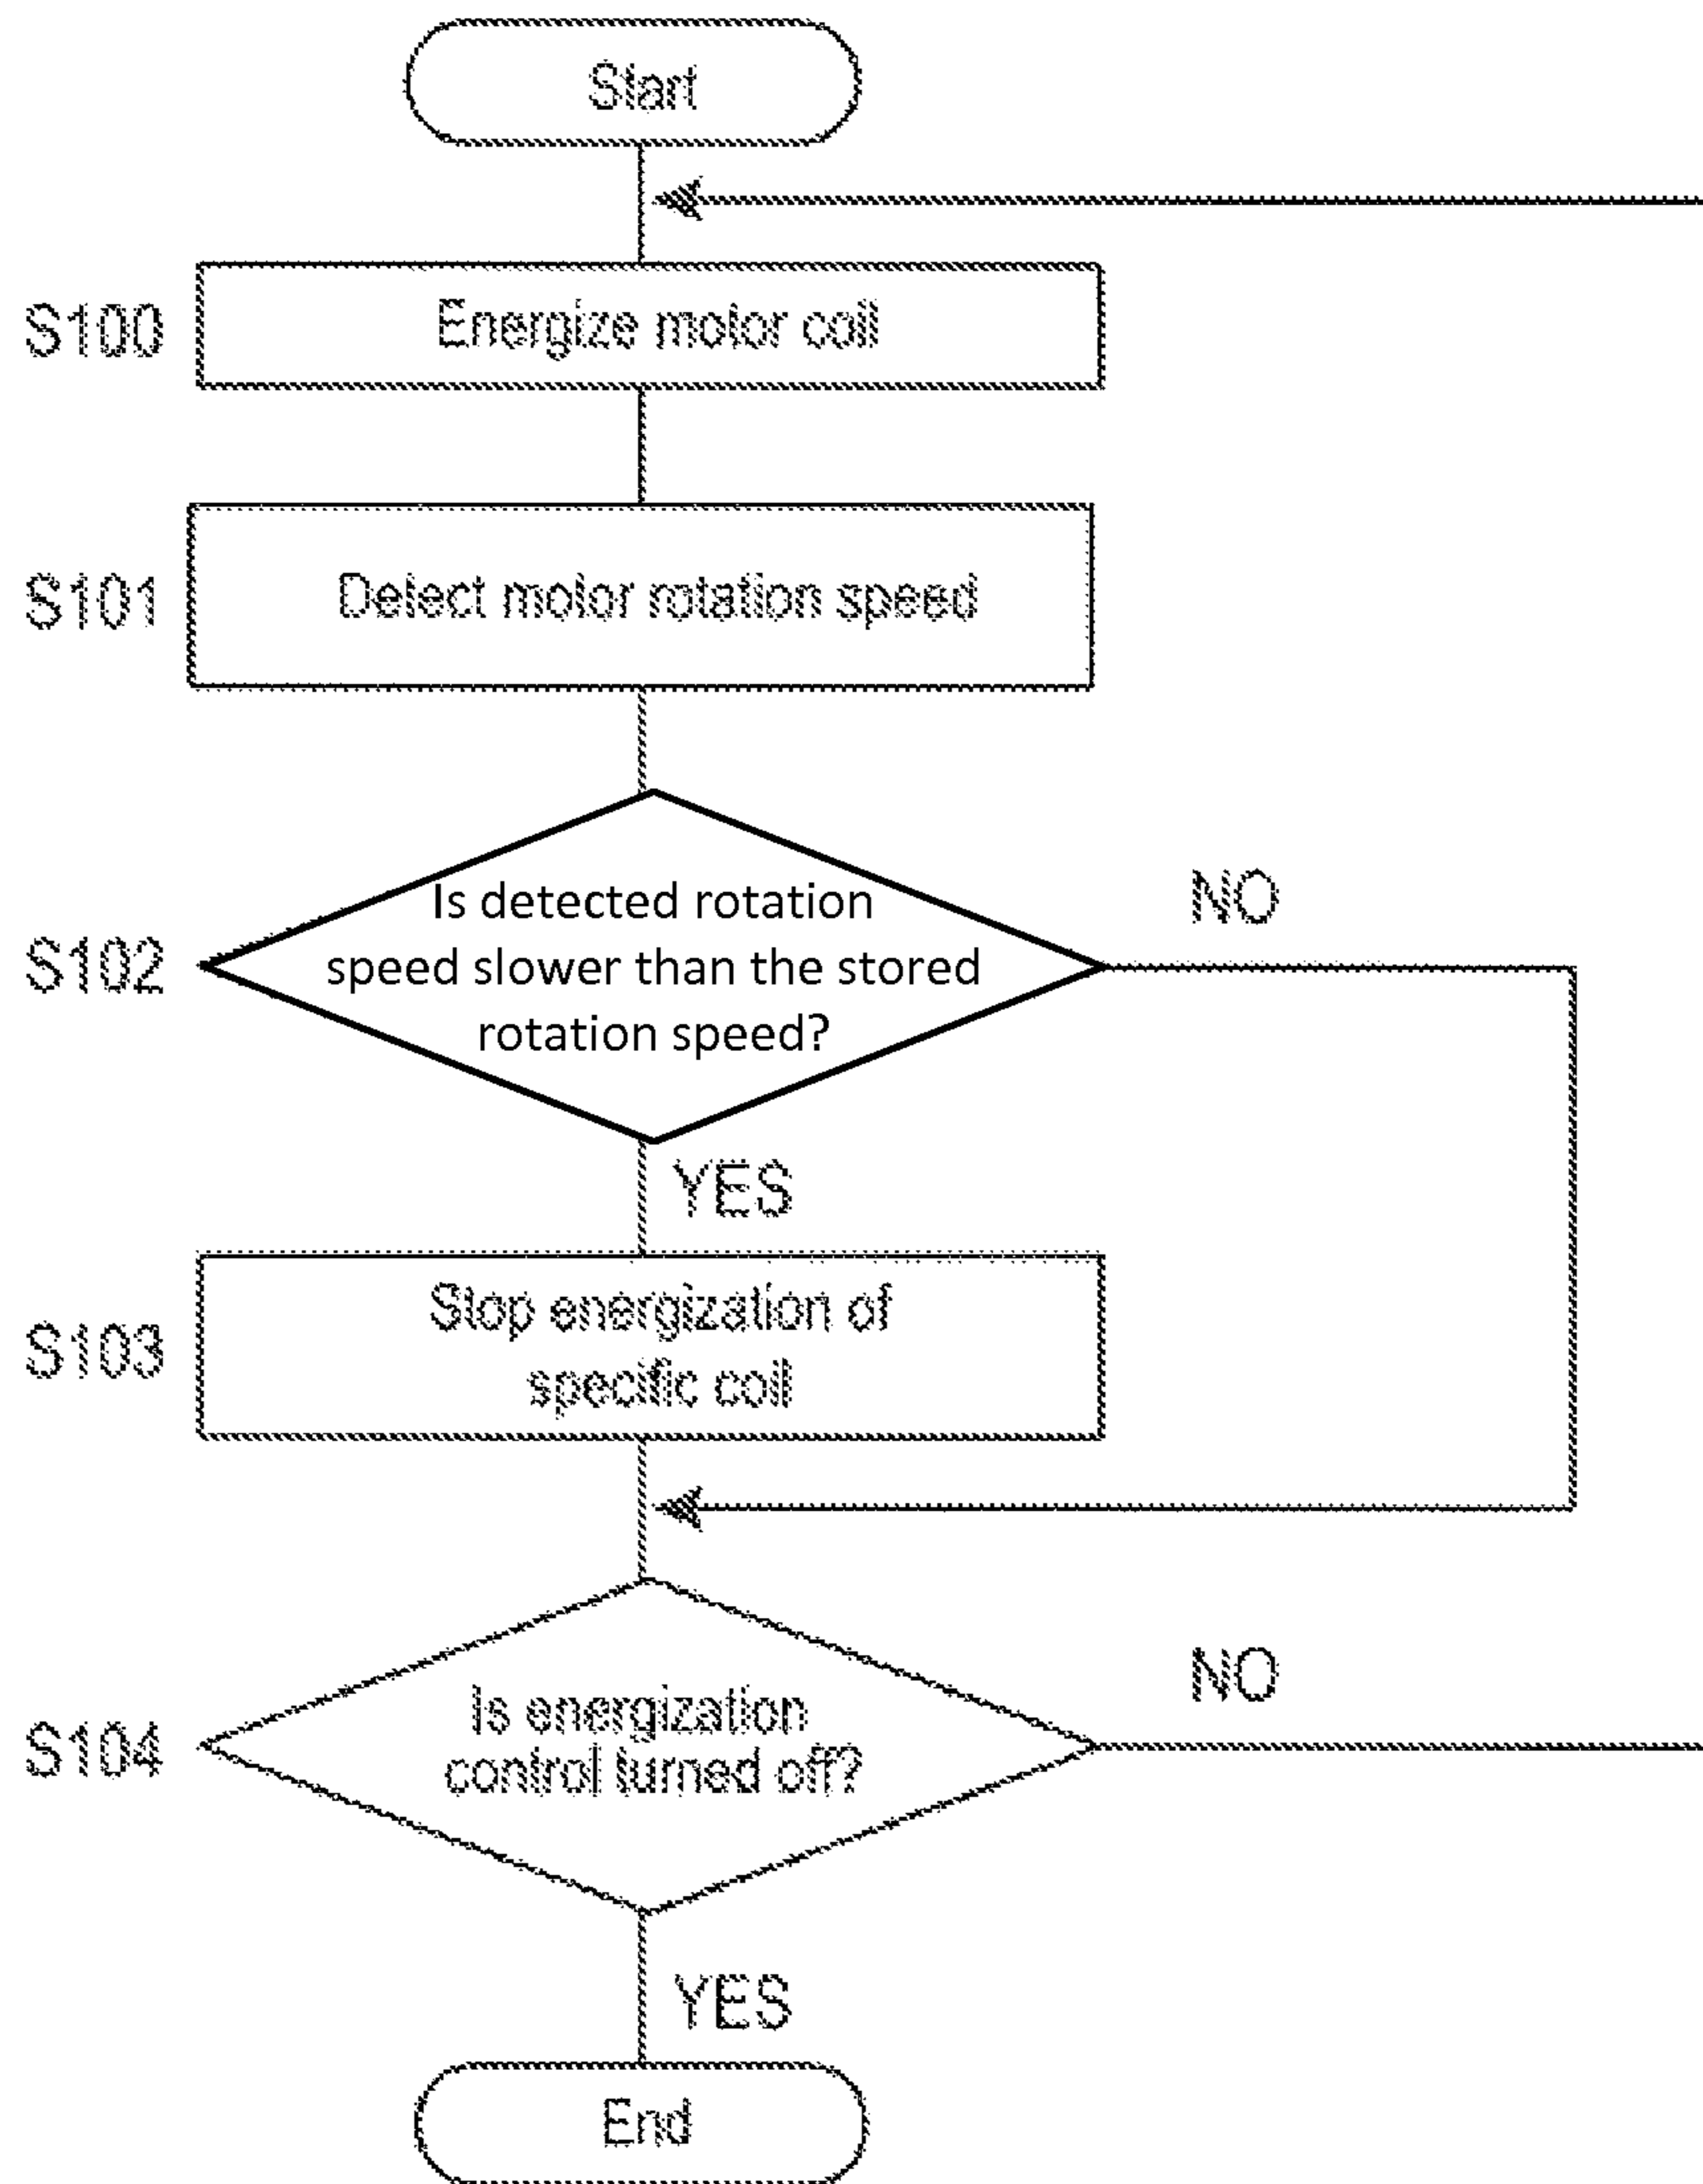 Start
S100
Energize motor coil
S101
Detect motor rotation speed
S102
Is detected rotation
speed slower than the stored
rotation speed?
NO
YES
S103
Stop energization of
specific coil
S104
Is energization
control turned off?
NO
YES
End